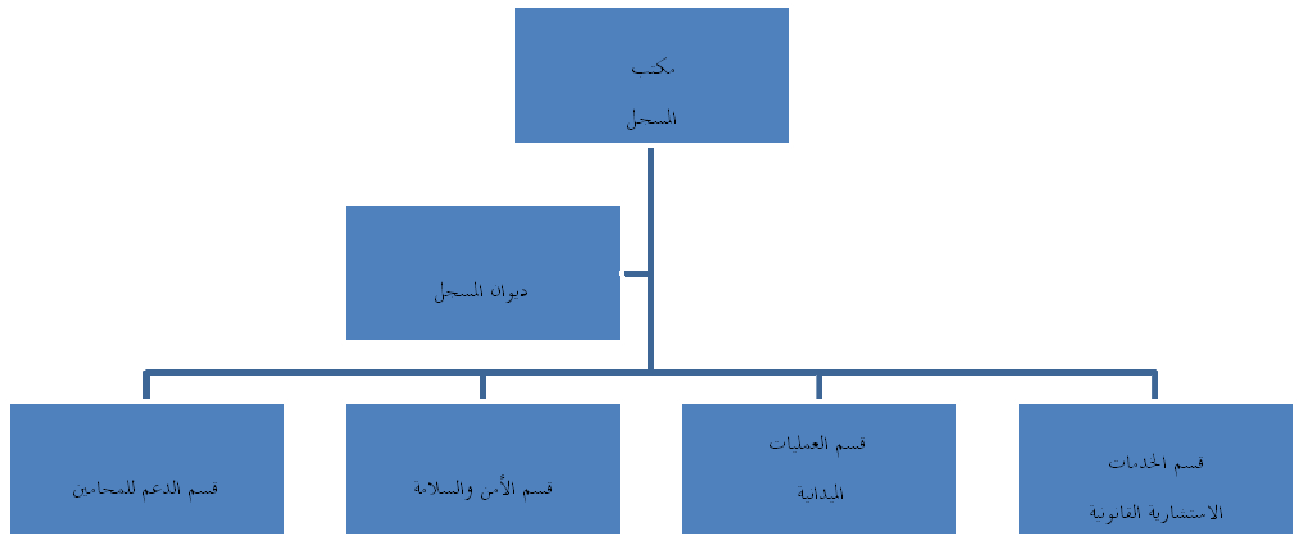 مكتب
المسجل
ديوان المسجل
قسم الخدمات
الاستشارية القانونية
قسم العمليات
الميدانية
قسم الأمن والسلامة
قسم الدعم للمحامين